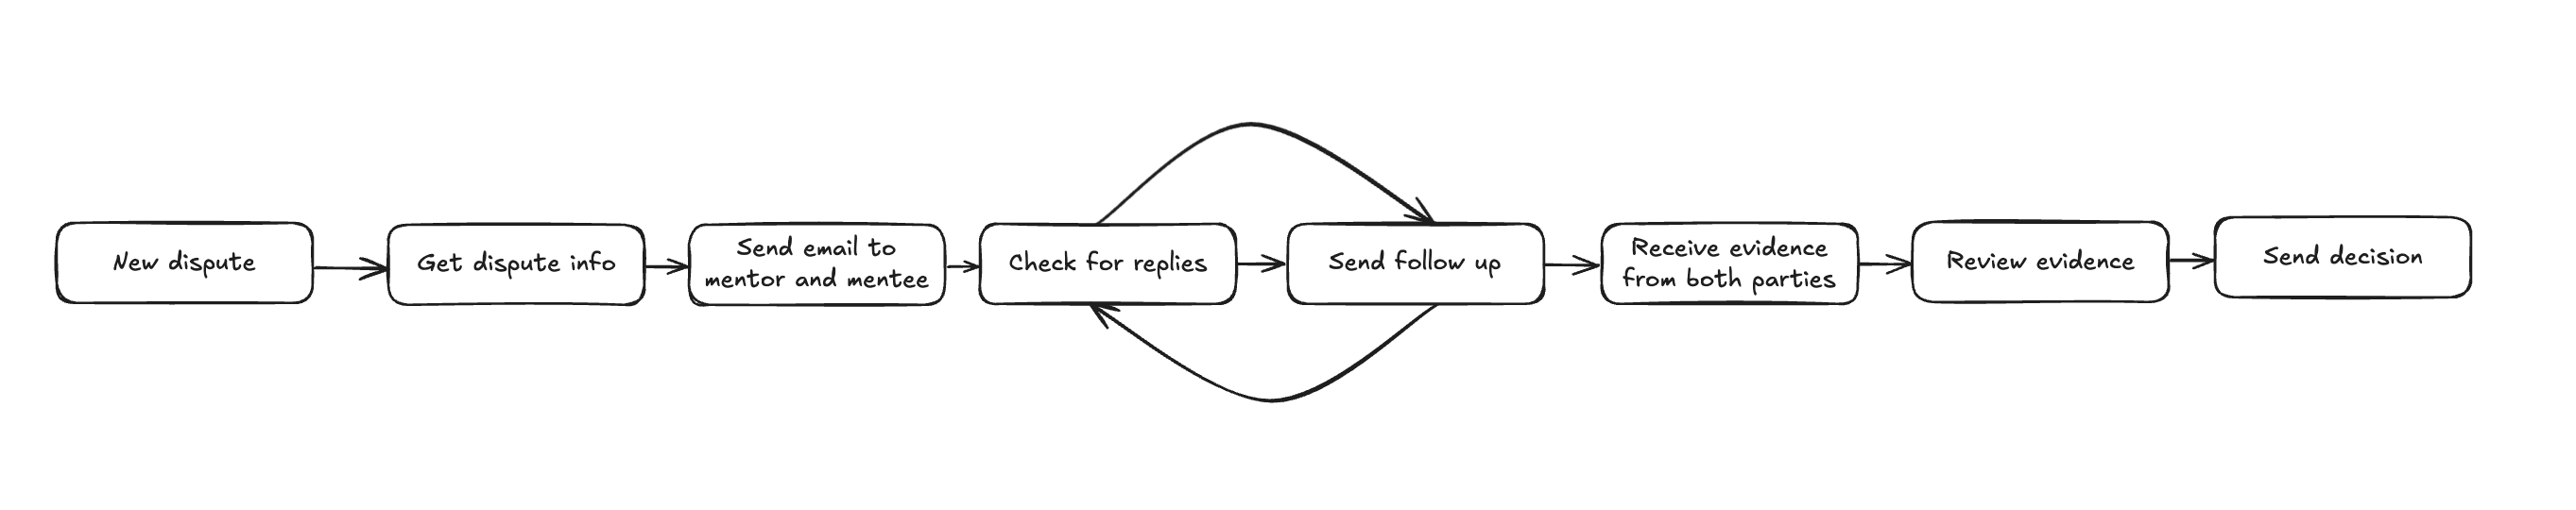 New dispute
Get dispute info
Send email to
mentor and mentee
Check for replies
Send follow up
Receive evidence
from both parties
Review evidence
Send decision